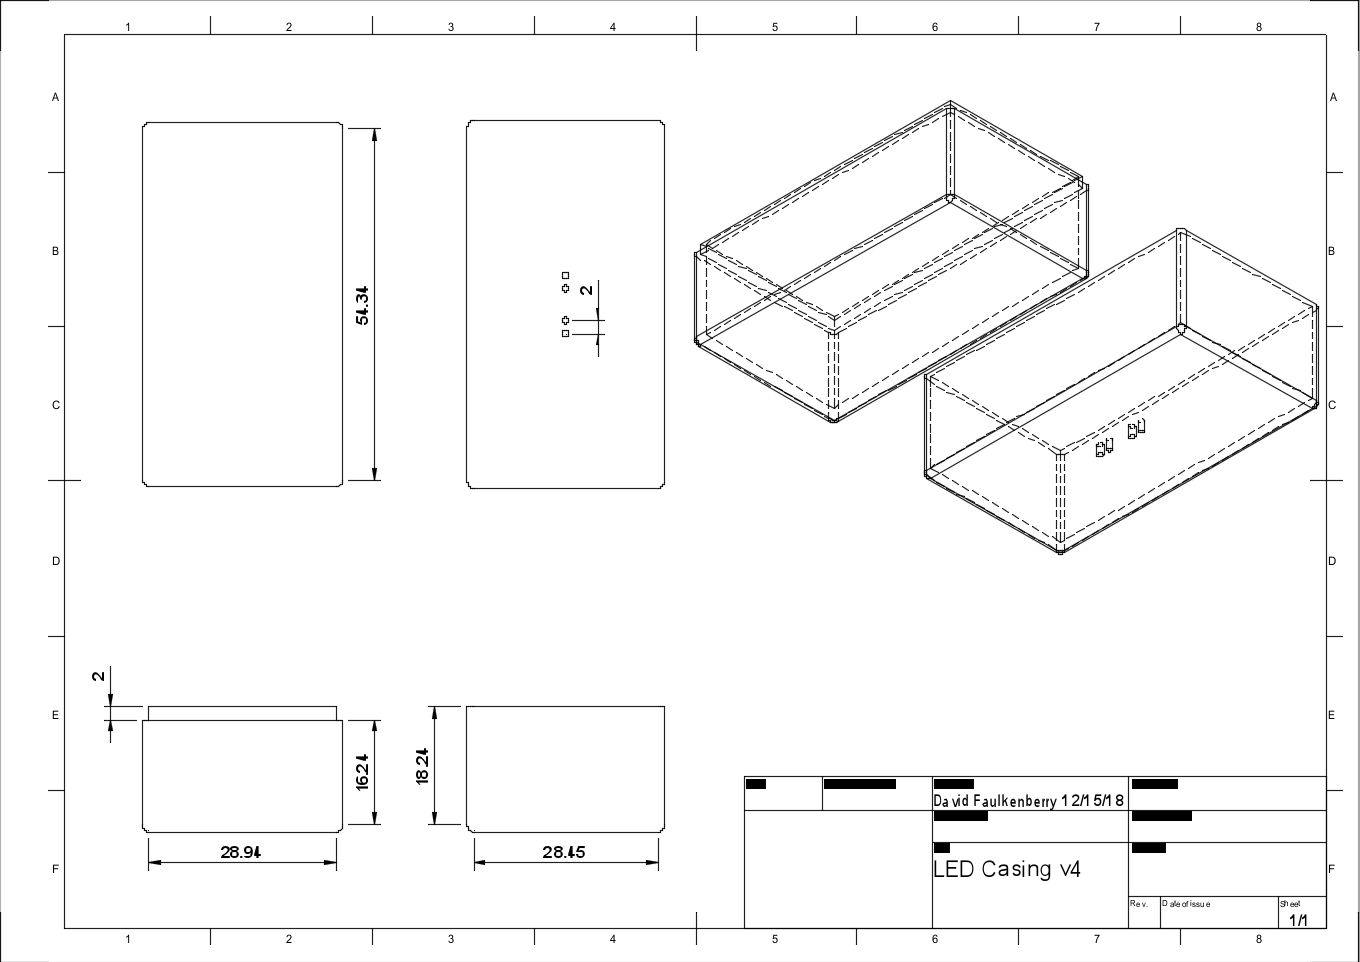 1 2 3 4 5 6 7 8
A A
B B
C C
D D
E E
F F
54.34
2
2
16.24
18.24
28.94
28.45
David Faulkenberry 12/15/18
LED Casing v4
Rev. Date of issue Sheet
1/1
1 2 3 4 5 6 7 8